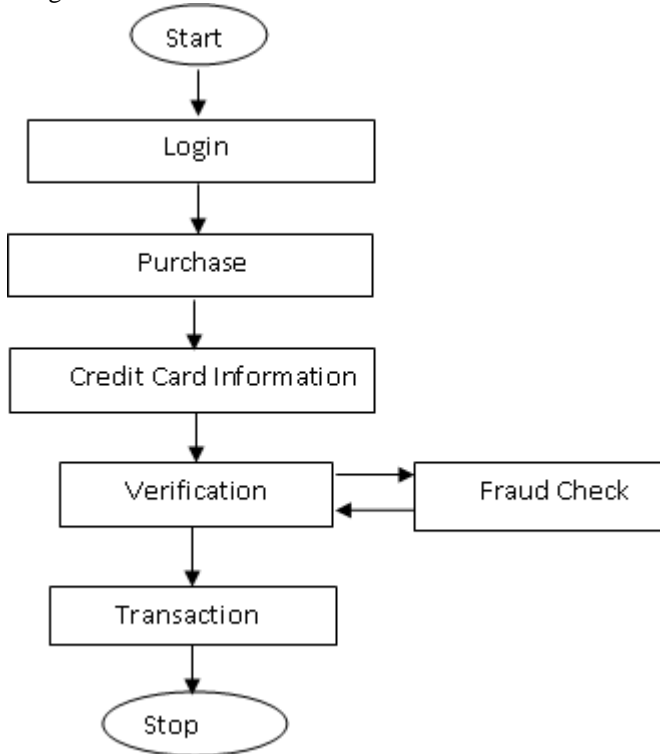 Start
Login
Purchase
Credit Card Information
Verification
Fraud Check
Transaction
Stop